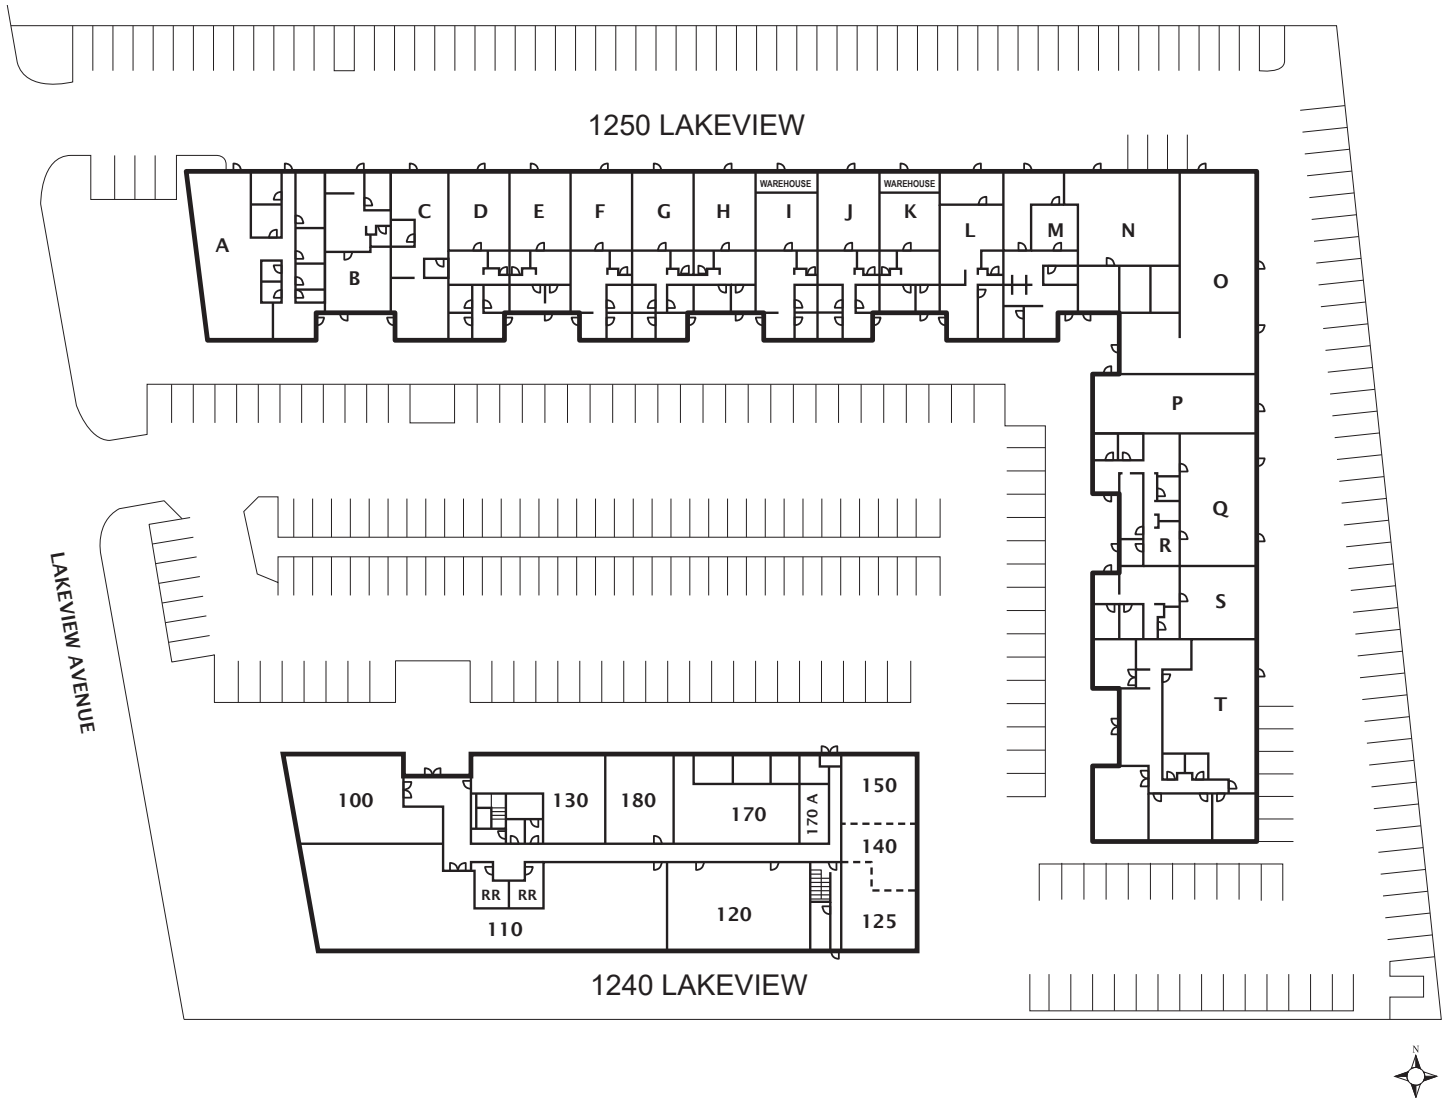 1250 LAKEVIEW
WAREHOUSE
WAREHOUSE
A
B
C
D
E
F
G
H
I
J
K
L
M
N
O
P
Q
R
S
T
LAKEVIEW AVENUE
100
130
180
170
170 A
150
140
RR
RR
110
120
125
1240 LAKEVIEW
N